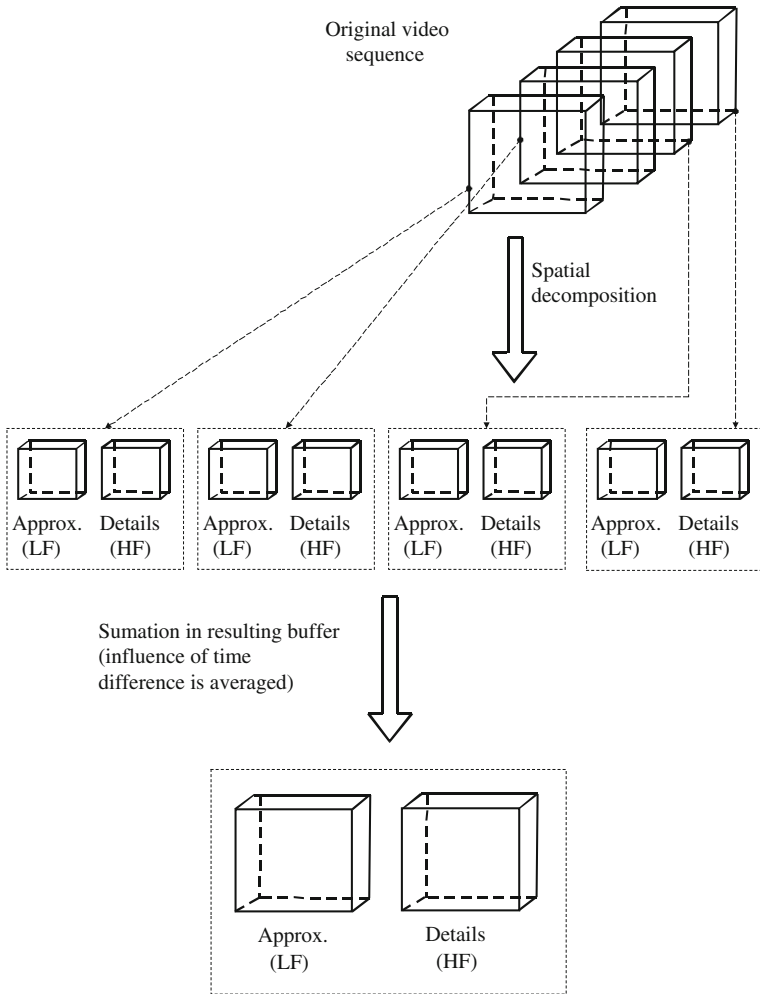 Original video
sequence
Spatial
decomposition
Approx. Details Approx. Details Approx. Details Approx. Details
(LF) (HF) (LF) (HF) (LF) (HF) (LF) (HF)
Sumation in resulting buffer
(influence of time
difference is averaged)
Approx. Details
(LF) (HF)